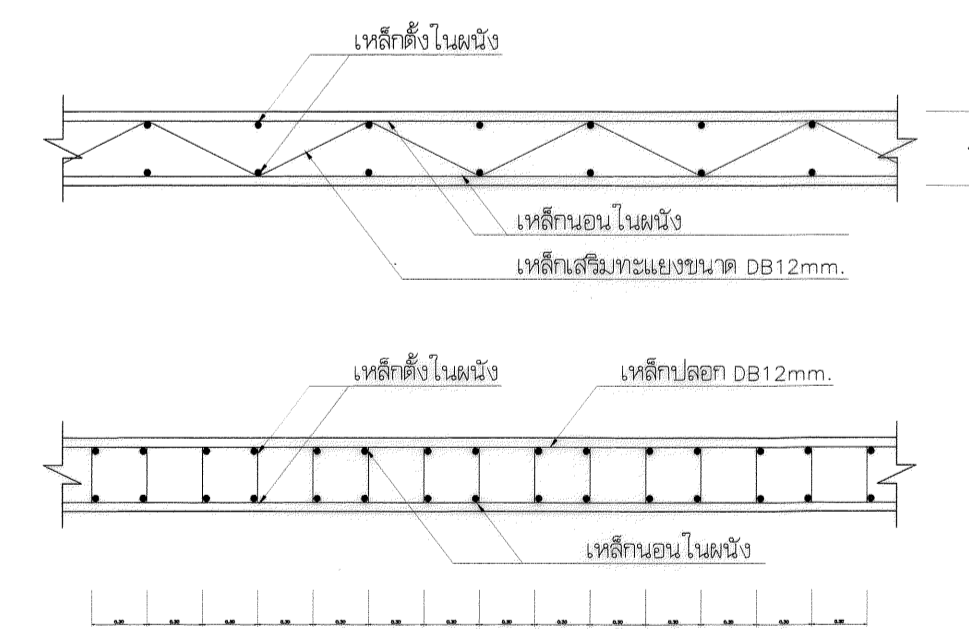 เหล็กตั้งในผนัง
เหล็กนอนในผนัง
เหล็กเสริมทะแยงขนาด DB12mm.
เหล็กตั้งในผนัง
เหล็กปลอก DB12mm.
เหล็กนอนในผนัง